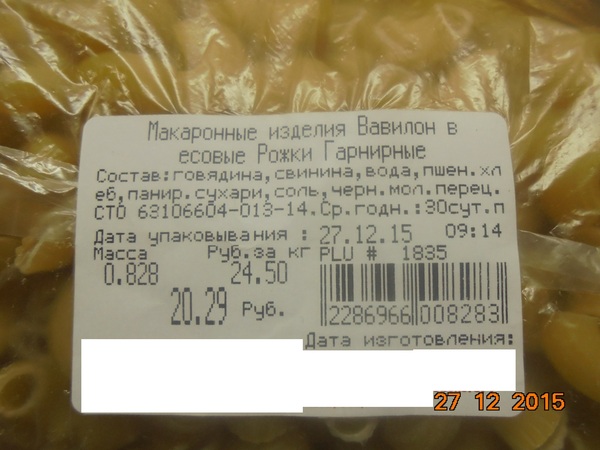 Макаронные изделия Вавилон в
есовые Рожки Гарнирные
Состав:говядина,свинина,вода,пшен.хл
еб,панир.сухари,соль,черн.мол.перец.
СТО 63106604-013-14.Ср.годн.:30сут.п
Дата упаковывания : 27.12.15 09:14
Масса Руб.за кг PLU # 1835
0.828 24.50
20.29 Руб.
2286966 008283
Дата изготовления:
27 12 2015